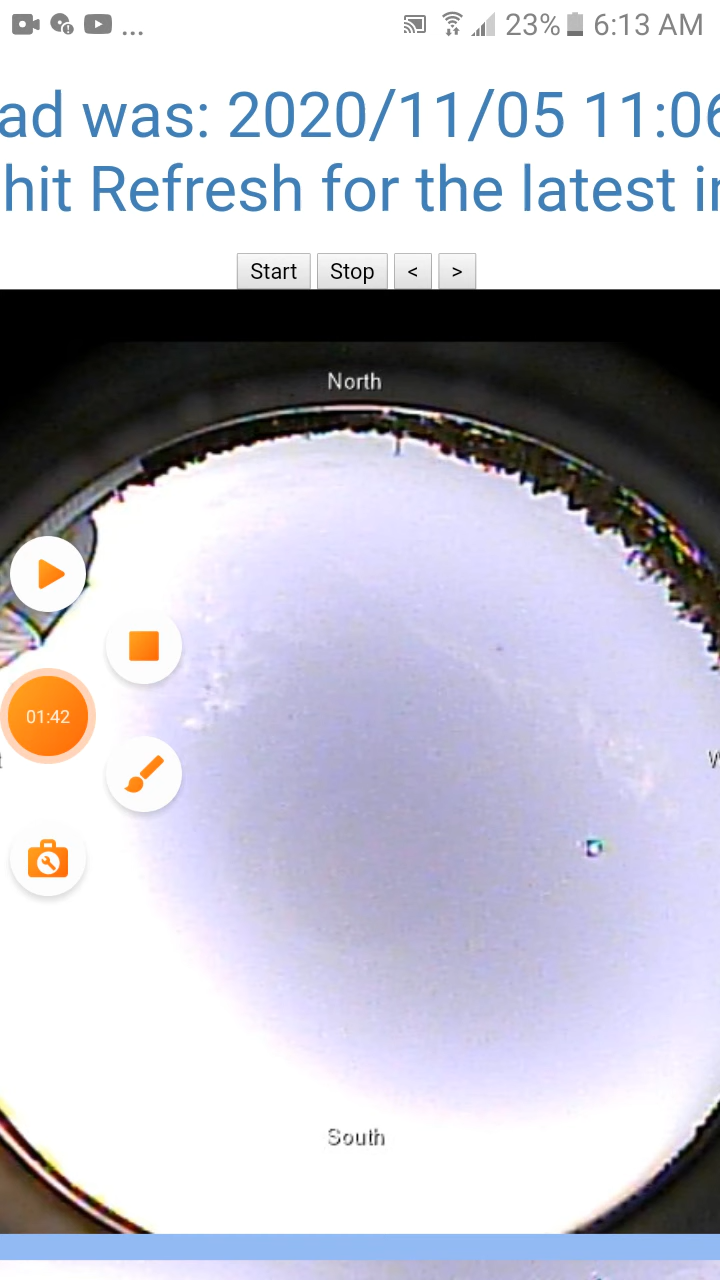 ... 23% 6:13 AM
ad was: 2020/11/05 11:06
hit Refresh for the latest
Start Stop < >
North
01:42
South